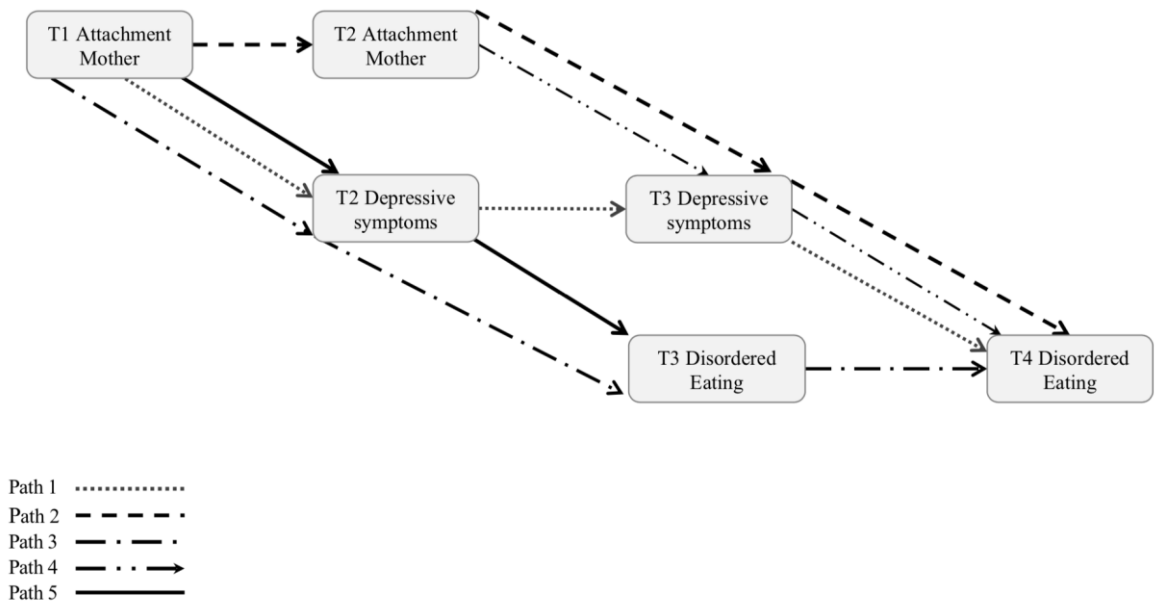 T1 Attachment
Mother
T2 Attachment
Mother
T2 Depressive
symptoms
T3 Depressive
symptoms
T3 Disordered
Eating
T4 Disordered
Eating
Path 1
Path 2
Path 3
Path 4
Path 5